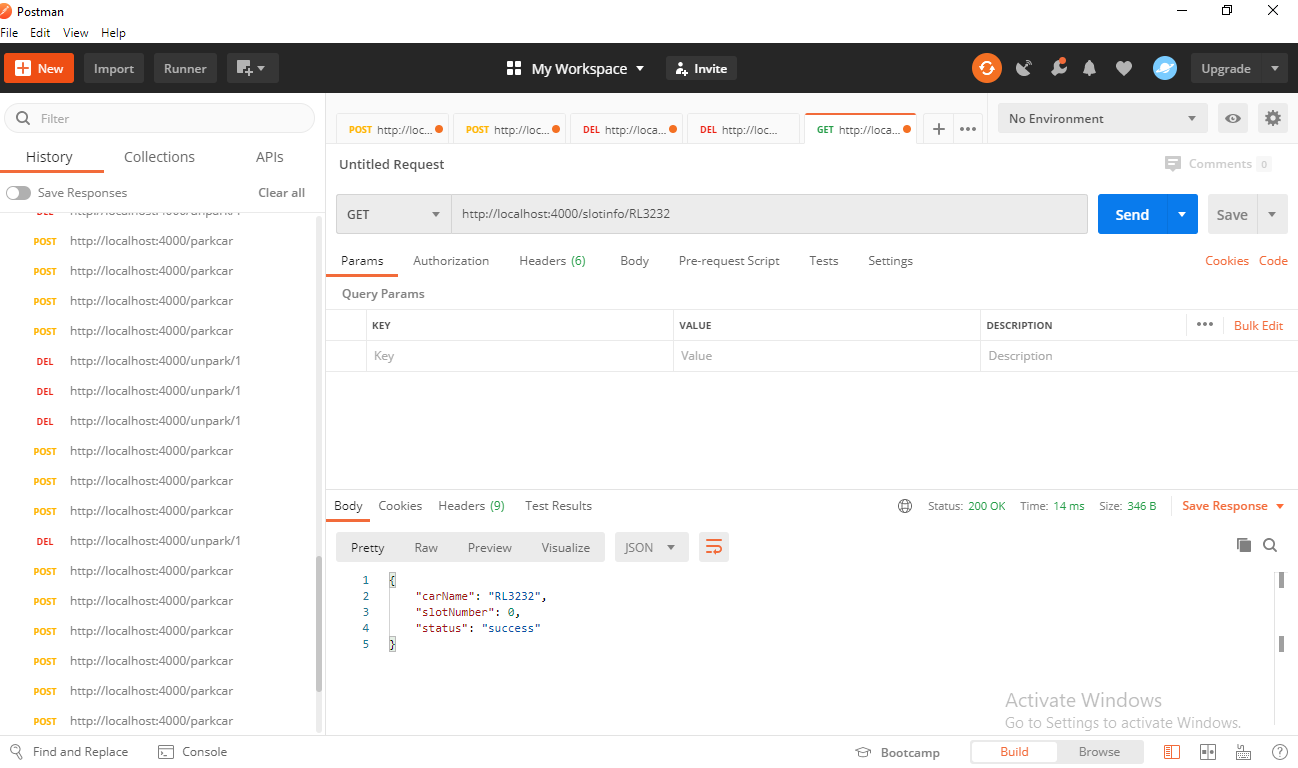 Postman
File Edit View Help
New Import Runner My Workspace Invite Upgrade
Filter
History Collections APIs
Save Responses Clear all
POST http://localhost:4000/parkcar
POST http://localhost:4000/parkcar
POST http://localhost:4000/parkcar
POST http://localhost:4000/parkcar
DEL http://localhost:4000/unpark/1
DEL http://localhost:4000/unpark/1
DEL http://localhost:4000/unpark/1
POST http://localhost:4000/parkcar
POST http://localhost:4000/parkcar
POST http://localhost:4000/parkcar
DEL http://localhost:4000/unpark/1
POST http://localhost:4000/parkcar
POST http://localhost:4000/parkcar
POST http://localhost:4000/parkcar
POST http://localhost:4000/parkcar
POST http://localhost:4000/parkcar
POST http://localhost:4000/parkcar
POST http://loc... POST http://loc... DEL http://loca... DEL http://loc... GET http://loca... + ••• No Environment
Untitled Request Comments 0
GET http://localhost:4000/slotinfo/RL3232 Send Save
Params Authorization Headers (6) Body Pre-request Script Tests Settings Cookies Code
Query Params
KEY VALUE DESCRIPTION ••• Bulk Edit
Key Value Description
Body Cookies Headers (9) Test Results Status: 200 OK Time: 14 ms Size: 346 B Save Response
Pretty Raw Preview Visualize JSON
1 {
2 "carName": "RL3232",
3 "slotNumber": 0,
4 "status": "success"
5 }
Activate Windows
Go to Settings to activate Windows.
Find and Replace Console Bootcamp Build Browse